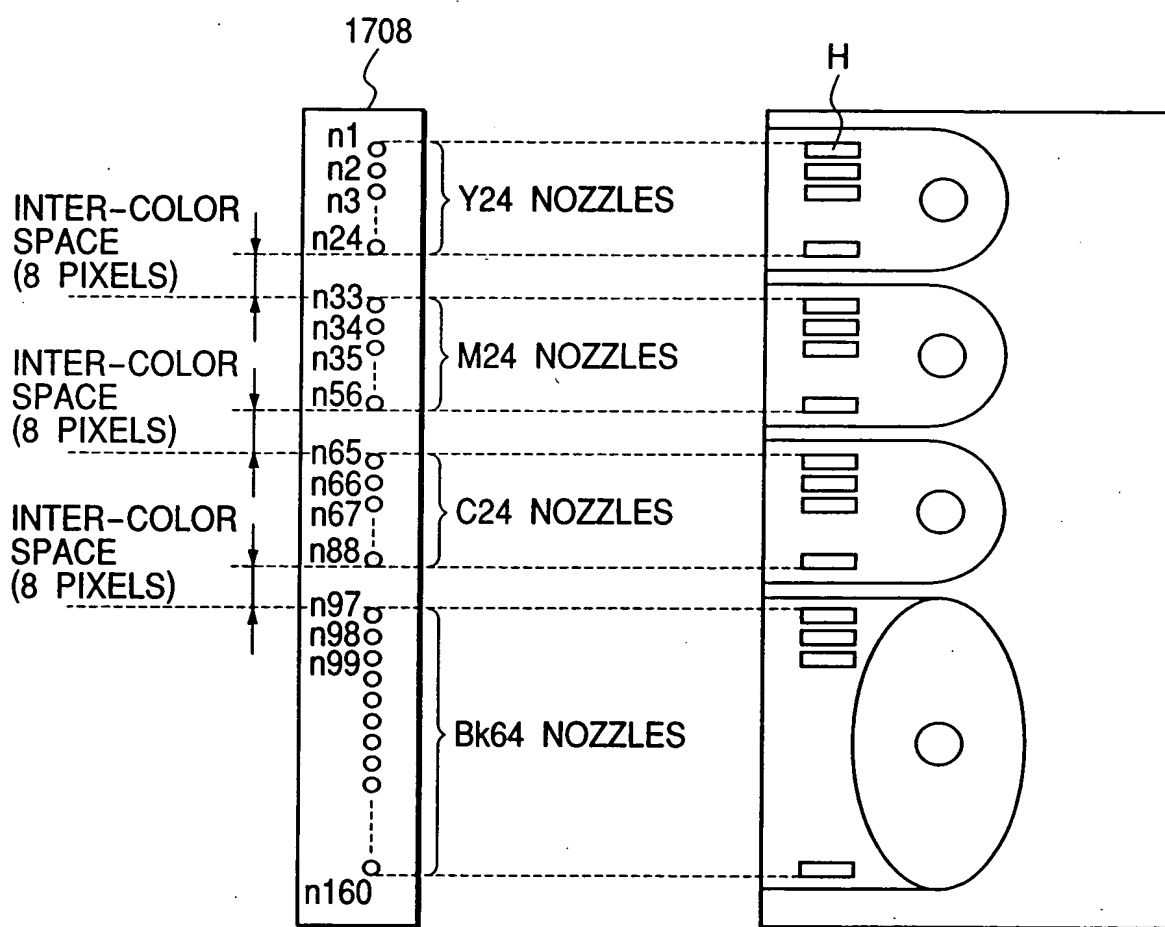 1708
H
n1
n2
n3
n24
Y24 NOZZLES
INTER-COLOR
SPACE
(8 PIXELS)
n33
n34
n35
n56
M24 NOZZLES
INTER-COLOR
SPACE
(8 PIXELS)
n65
n66
n67
n88
C24 NOZZLES
INTER-COLOR
SPACE
(8 PIXELS)
n97
n98
n99
Bk64 NOZZLES
n160